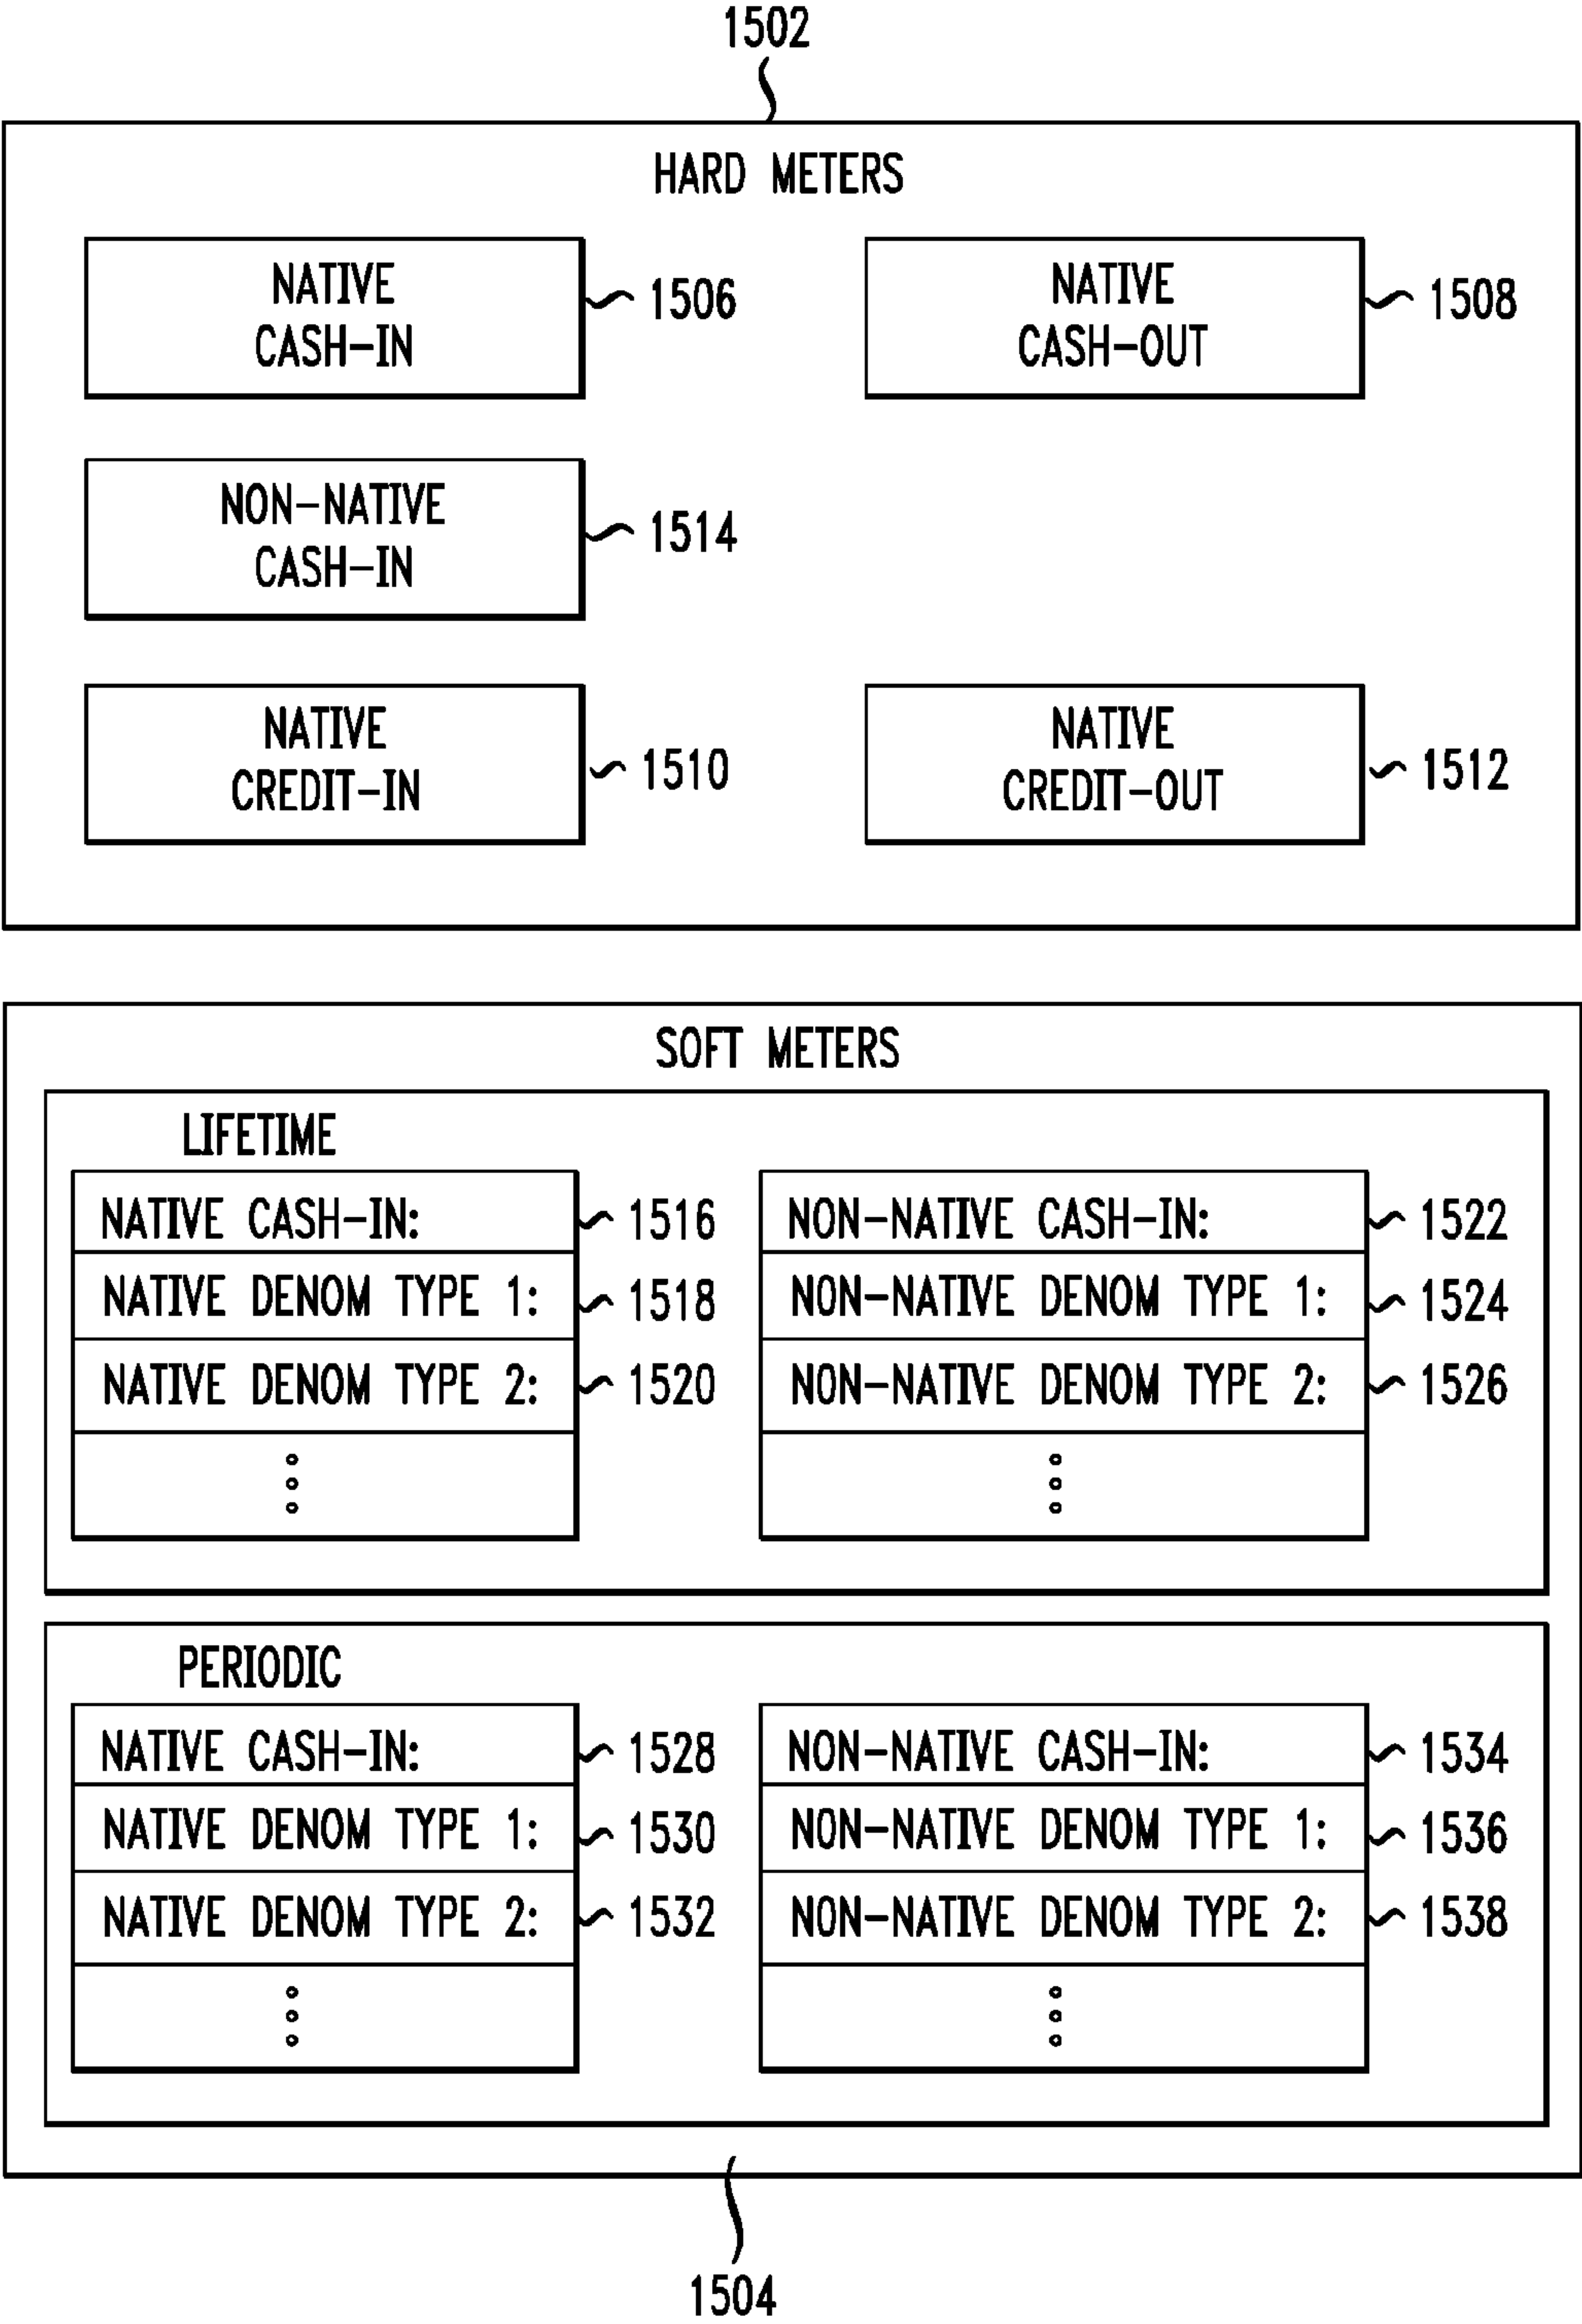 1502
HARD METERS
NATIVE
CASH-IN
1506
NATIVE
CASH-OUT
1508
NON-NATIVE
CASH-IN
1514
NATIVE
CREDIT-IN
1510
NATIVE
CREDIT-OUT
1512
SOFT METERS
LIFETIME
NATIVE CASH-IN: 1516 NON-NATIVE CASH-IN: 1522
NATIVE DENOM TYPE 1: 1518 NON-NATIVE DENOM TYPE 1: 1524
NATIVE DENOM TYPE 2: 1520 NON-NATIVE DENOM TYPE 2: 1526
PERIODIC
NATIVE CASH-IN: 1528 NON-NATIVE CASH-IN: 1534
NATIVE DENOM TYPE 1: 1530 NON-NATIVE DENOM TYPE 1: 1536
NATIVE DENOM TYPE 2: 1532 NON-NATIVE DENOM TYPE 2: 1538
1504